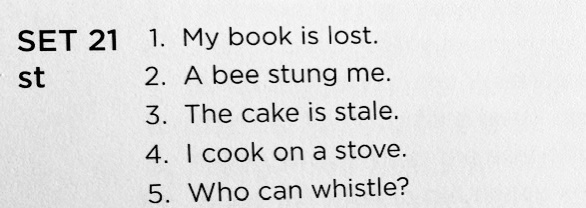 SET 21
st
1. My book is lost.
2. A bee stung me.
3. The cake is stale.
4. I cook on a stove.
5. Who can whistle?